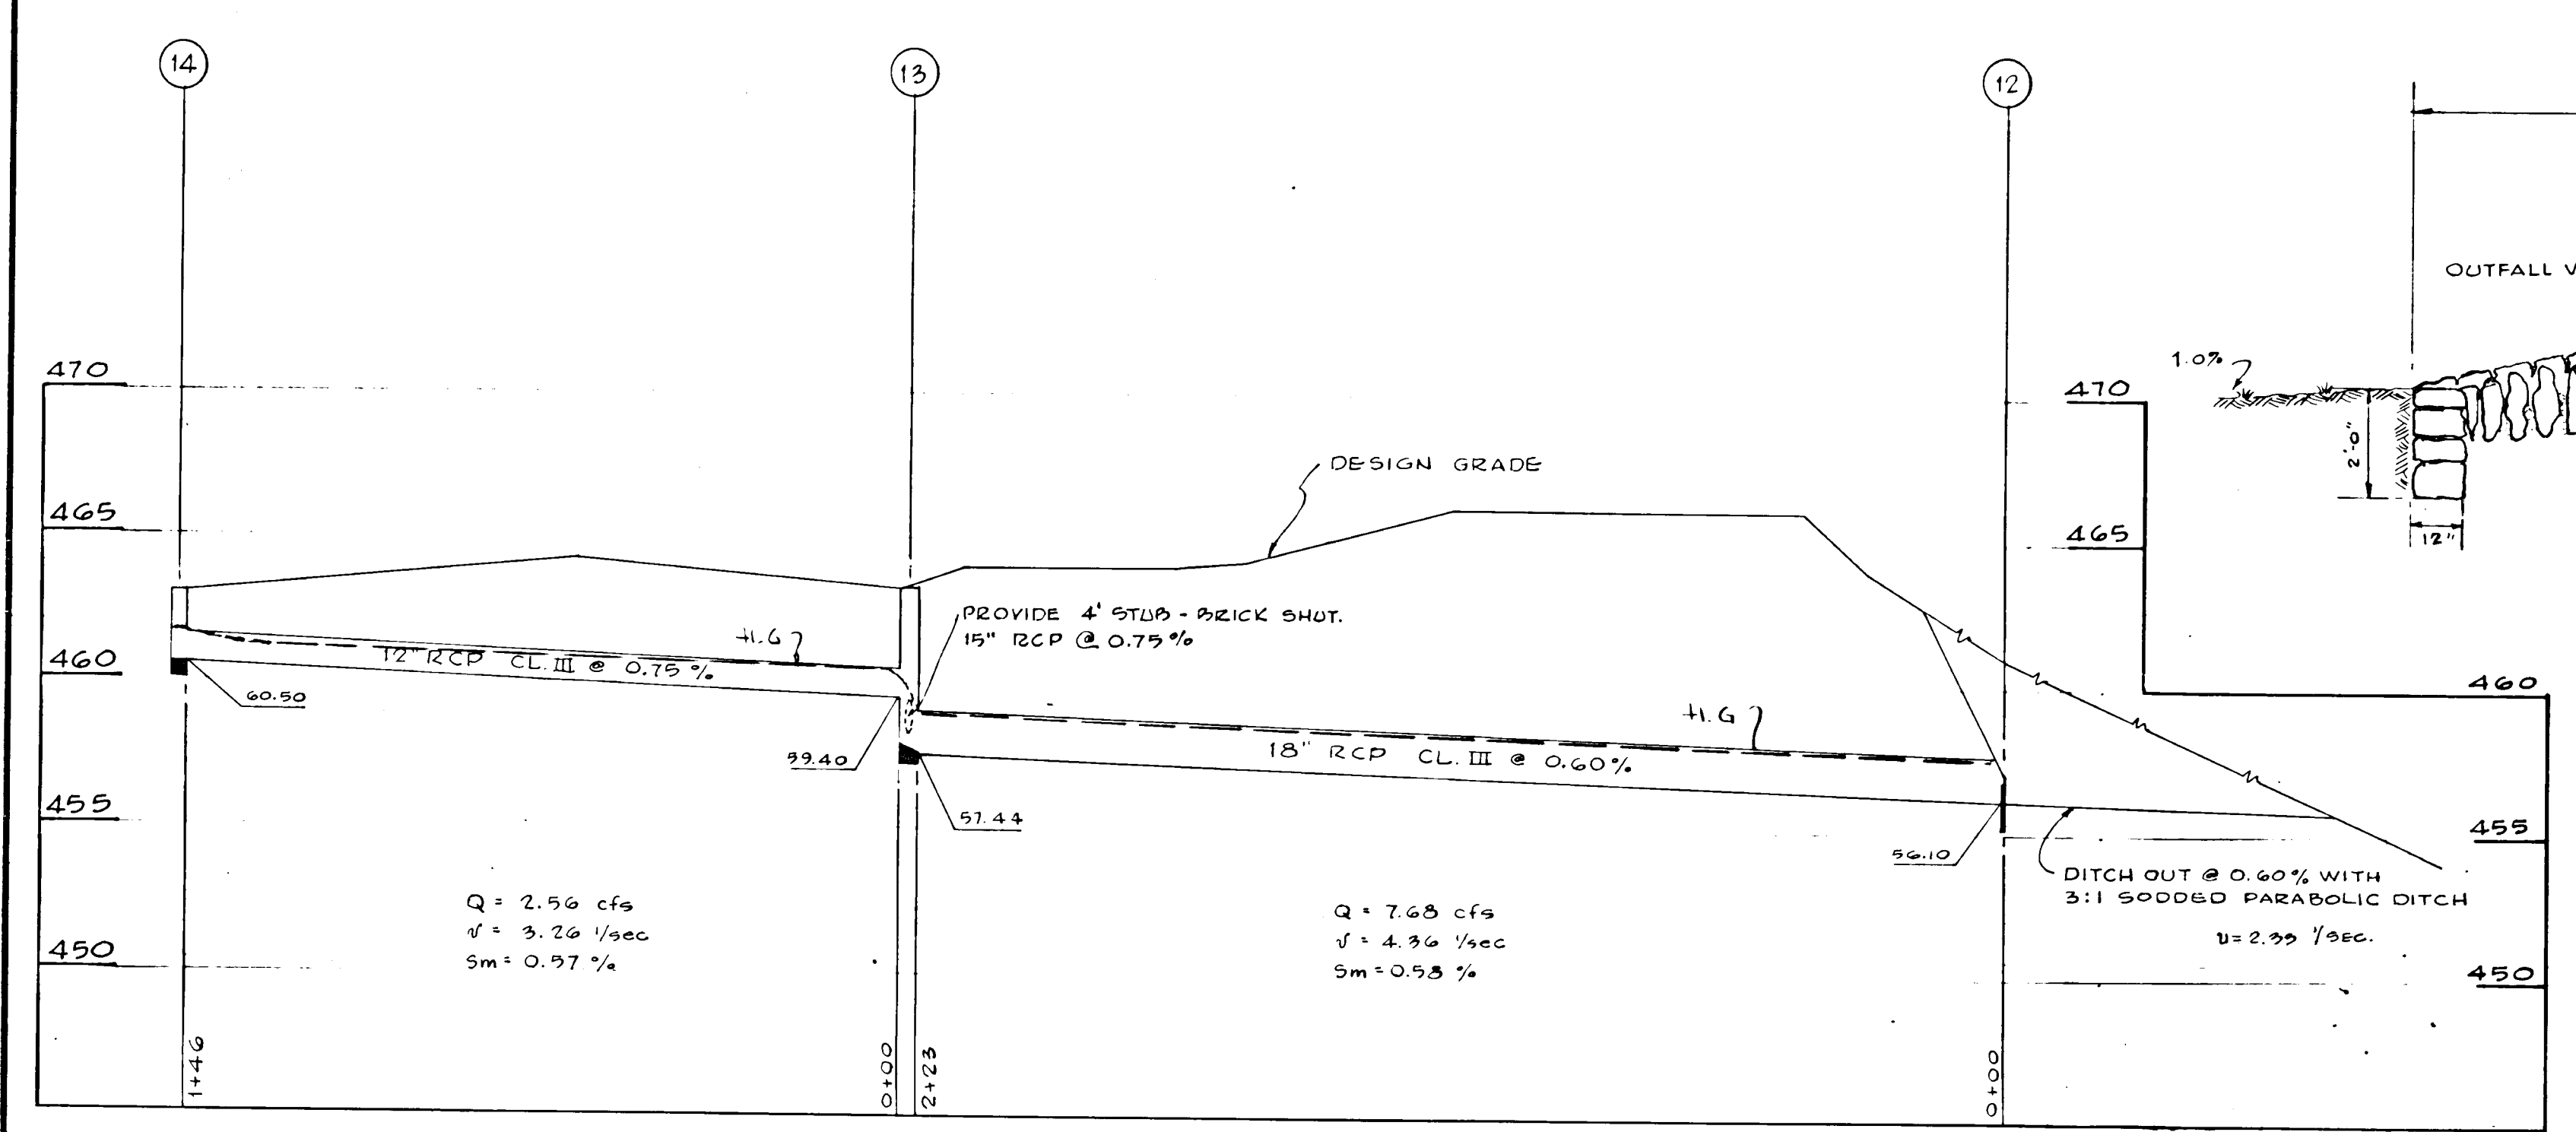 14
13
12
OUTFALL
1.0%
470
470
2'-0"
DESIGN GRADE
465
465
12"
PROVIDE 4' STUB - BRICK SHUT.
15" RCP @ 0.75%
H.G
12" RCP CL. III @ 0.75%
460
60.50
460
H.G
18" RCP CL. III @ 0.60%
59.40
455
57.44
455
56.10
DITCH OUT @ 0.60% WITH
3:1 SODDED PARABOLIC DITCH
v = 2.39 '/SEC.
Q = 2.56 cfs
v = 3.26 '/sec
Sm = 0.57 %
Q = 7.68 cfs
v = 4.36 '/sec
Sm = 0.58 %
450
450
1+46
0+00
2+23
0+00